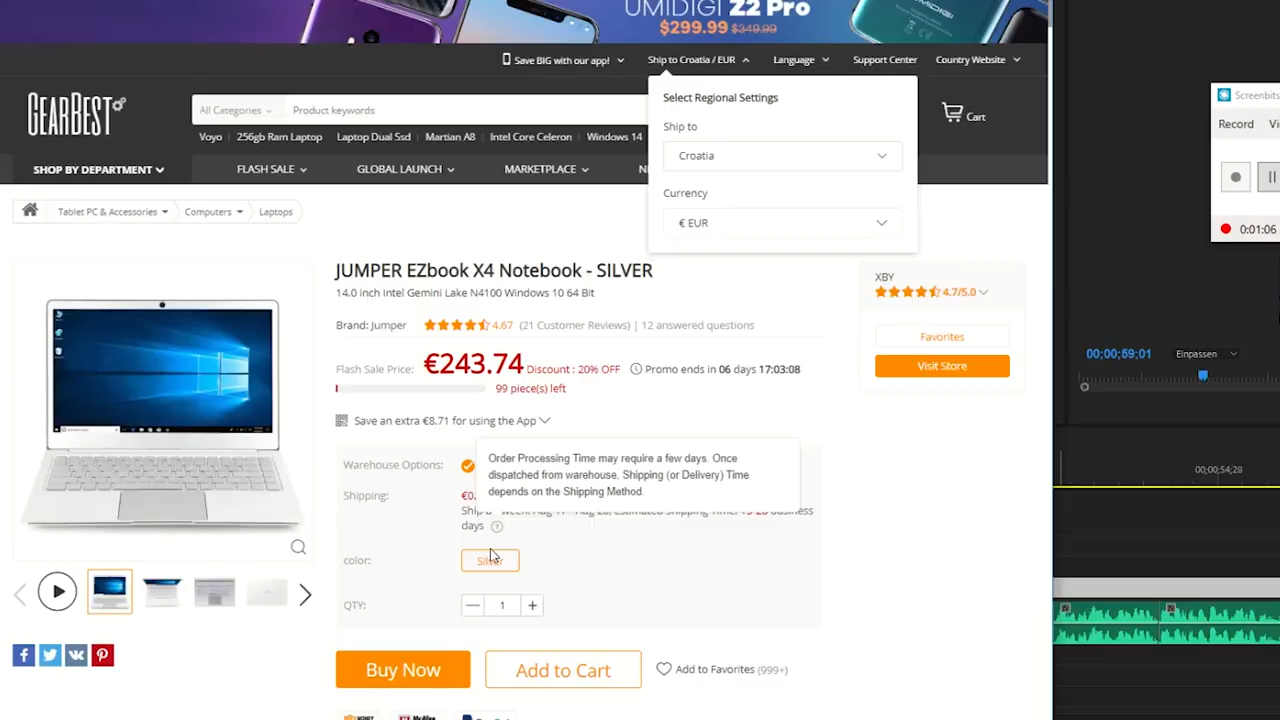 UMIDIGI Z2 Pro
$299.99 $349.99
Save BIG with our app!
Ship to Croatia / EUR
Language
Support Center
Country Website
Select Regional Settings
Ship to
Croatia
Currency
€ EUR
GEARBEST
All Categories
Product keywords
Cart
Voyo
256gb Ram Laptop
Laptop Dual Ssd
Martian A8
Intel Core Celeron
Windows 14
SHOP BY DEPARTMENT
FLASH SALE
GLOBAL LAUNCH
MARKETPLACE
Tablet PC & Accessories
Computers
Laptops
JUMPER EZbook X4 Notebook - SILVER
14.0 inch Intel Gemini Lake N4100 Windows 10 64 Bit
Brand: Jumper
4.67 (21 Customer Reviews) | 12 answered questions
Flash Sale Price: €243.74 Discount : 20% OFF
Promo ends in 06 days 17:03:08
99 piece(s) left
Save an extra €8.71 for using the App
Warehouse Options:
Order Processing Time may require a few days. Once
dispatched from warehouse, Shipping (or Delivery) Time
depends on the Shipping Method.
Shipping:
days
color:
Silver
QTY:
1
Buy Now
Add to Cart
Add to Favorites (999+)
XBY
4.7/5.0
Favorites
Visit Store
Screenbits
Record
0:01:06
00;00;59;01
Einpassen
00;00;54;28